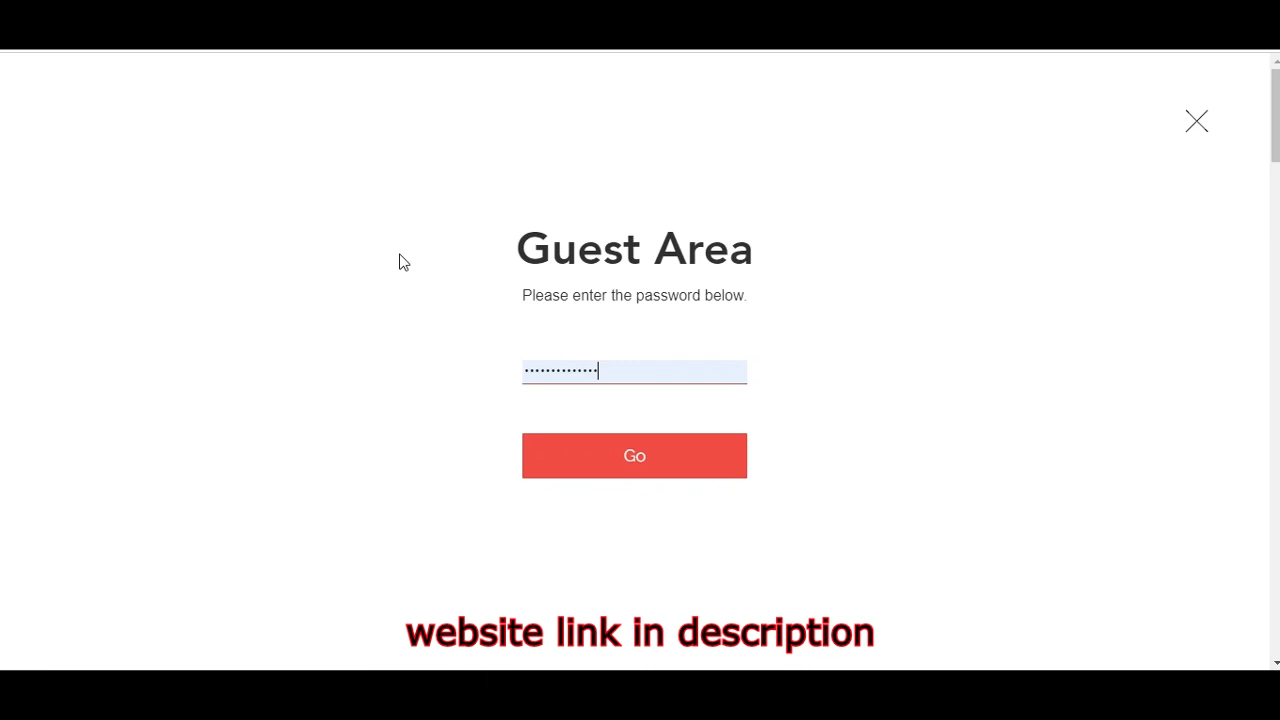 Guest Area
Please enter the password below.
••••••••••••••
Go
website link in description